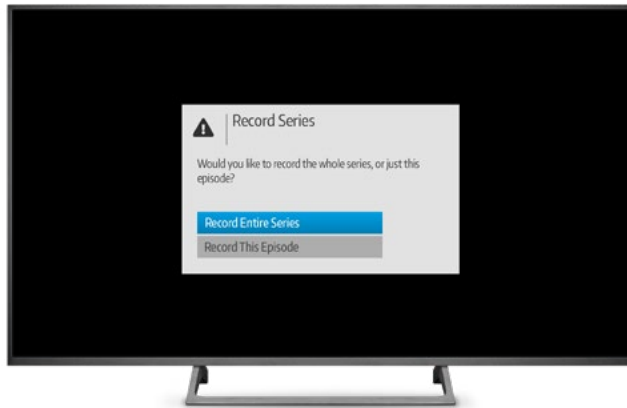 Record Series
Would you like to record the whole series, or just this
episode?
Record Entire Series
Record This Episode